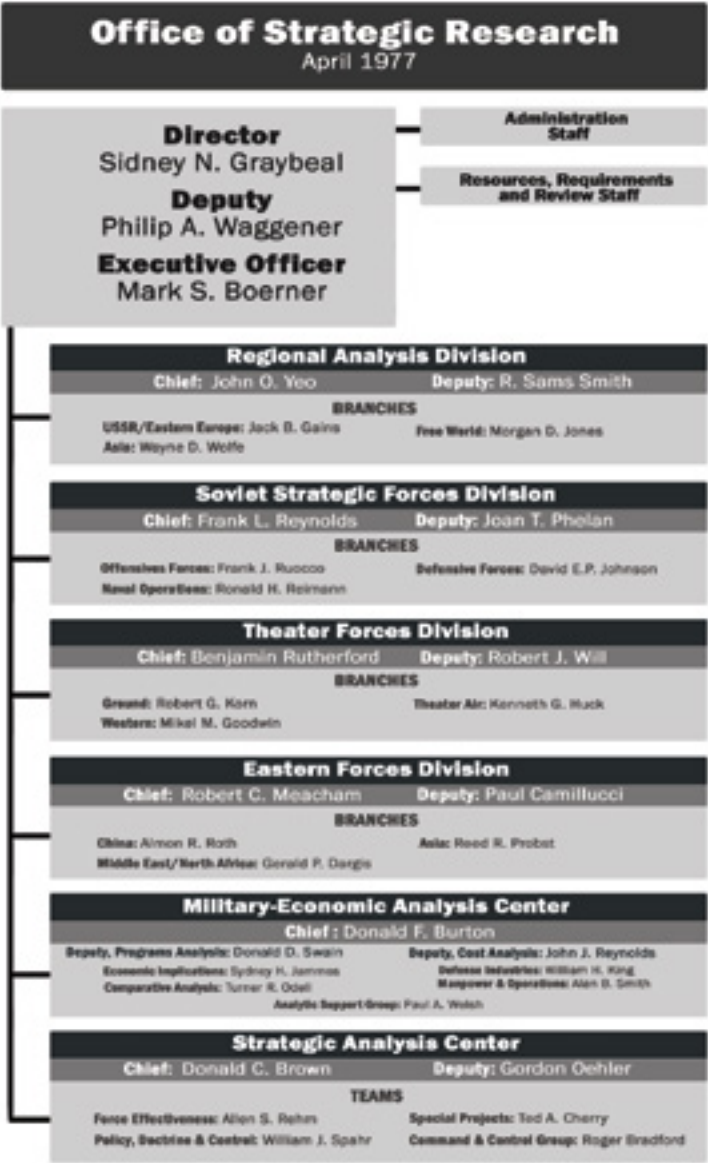 Office of Strategic Research
April 1977
Director
Sidney N. Graybeal
Deputy
Philip A. Waggener
Executive Officer
Mark S. Boerner
Administration
Staff
Resources, Requirements
and Review Staff
Regional Analysis Division
Chief: John O. Yeo Deputy: R. Sams Smith
BRANCHES
USSR/Eastern Europe: Jack B. Gains Free World: Morgan D. Jones
Asia: Wayne D. Wolfe
Soviet Strategic Forces Division
Chief: Frank L. Reynolds Deputy: Joan T. Phelan
BRANCHES
Offensives Forces: Frank J. Ruocco Defensive Forces: David E.P. Johnson
Naval Operations: Ronald H. Reimann
Theater Forces Division
Chief: Benjamin Rutherford Deputy: Robert J. Will
BRANCHES
Ground: Robert G. Korn Theater Air: Kenneth G. Huck
Western: Mikel M. Goodwin
Eastern Forces Division
Chief: Robert C. Meacham Deputy: Paul Camillucci
BRANCHES
China: Almon R. Roth Asia: Reed R. Probst
Middle East/North Africa: Gerald P. Dargis
Military-Economic Analysis Center
Chief : Donald F. Burton
Deputy, Programs Analysis: Donald D. Swain Deputy, Cost Analysis: John J. Reynolds
Economic Implications: Sydney H. Jammes Defense Industries: William H. King
Comparative Analysis: Turner R. Odell Manpower & Operations: Alan B. Smith
Analytic Support Group: Paul A. Welsh
Strategic Analysis Center
Chief: Donald C. Brown Deputy: Gordon Oehler
TEAMS
Force Effectiveness: Allen S. Rehm Special Projects: Ted A. Cherry
Policy, Doctrine & Control: William J. Spahr Command & Control Group: Roger Bradford